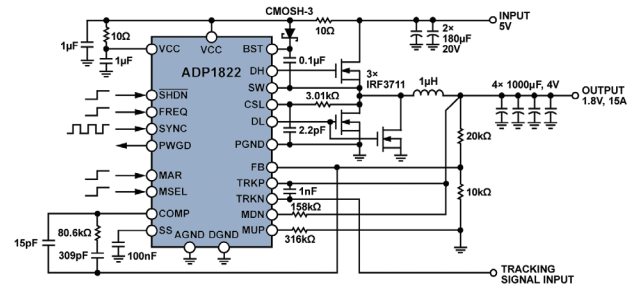 CMOSH-3
10Ω
INPUT
5V
2×
180µF
20V
1µF
10Ω
1µF
VCC
VCC
BST
0.1µF
ADP1822
DH
3×
IRF3711
SW
1µH
SHDN
CSL
3.01kΩ
4× 1000µF, 4V
OUTPUT
1.8V, 15A
FREQ
DL
SYNC
2.2pF
20kΩ
PWGD
PGND
FB
MAR
TRKP
1nF
MSEL
TRKN
10kΩ
158kΩ
COMP
MDN
80.6kΩ
316kΩ
15pF
SS
AGND
DGND
MUP
309pF
100nF
TRACKING
SIGNAL INPUT